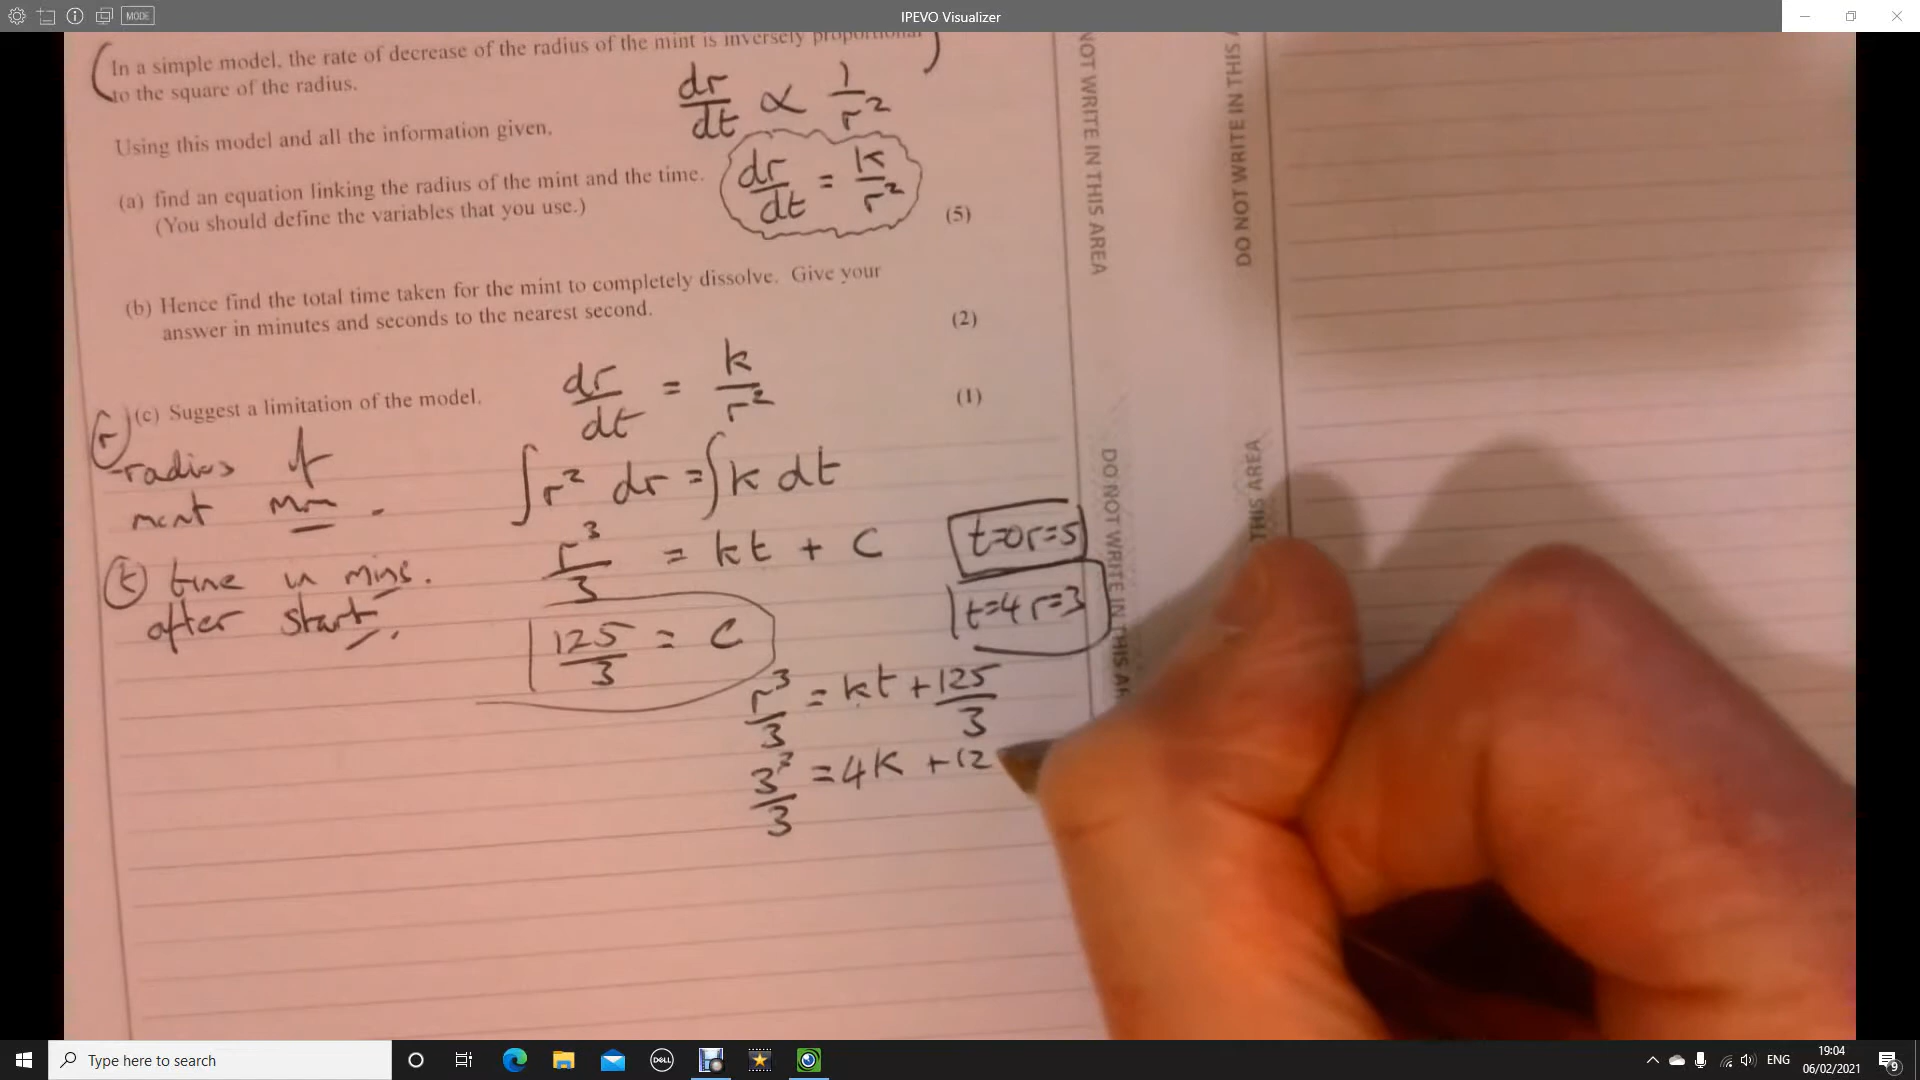 MODE
IPEVO Visualizer
In a simple model, the rate of decrease of the radius of the mint is inversely proportional
to the square of the radius.
dr/dt ∝ 1/r²
Using this model and all the information given,
dr/dt = k/r²
(a) find an equation linking the radius of the mint and the time.
(You should define the variables that you use.)
(5)
(b) Hence find the total time taken for the mint to completely dissolve. Give your
answer in minutes and seconds to the nearest second.
(2)
dr/dt = k/r²
(c) Suggest a limitation of the model.
(1)
r
radius of
mint mm.
∫r² dr = ∫k dt
r³/3 = kt + c
t=0 r=5
t time in mins.
after start.
t=4 r=3
125/3 = c
r³/3 = kt + 125/3
3³/3 = 4k + 12
NOT WRITE IN THIS AREA
DO NOT WRITE IN THIS AR
DO NOT WRITE IN THIS
THIS AREA
Type here to search
DELL
ENG
19:04
06/02/2021
9